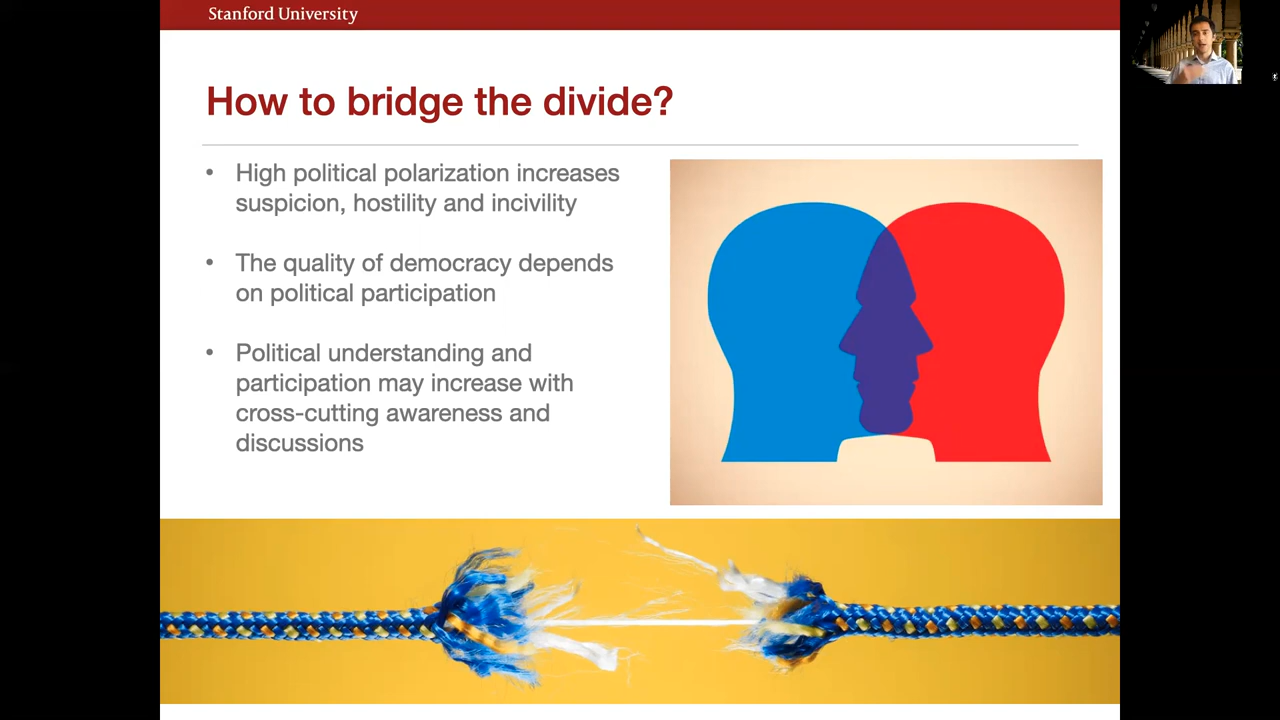 Stanford University
How to bridge the divide?
• High political polarization increases
suspicion, hostility and incivility
• The quality of democracy depends
on political participation
• Political understanding and
participation may increase with
cross-cutting awareness and
discussions